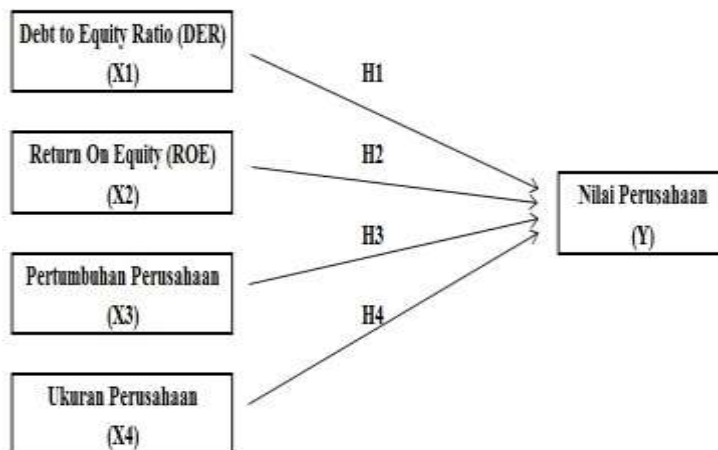 Debt to Equity Ratio (DER)
(X1)
H1
Return On Equity (ROE)
(X2)
H2
Nilai Perusahaan
(Y)
H3
Pertumbuhan Perusahaan
(X3)
H4
Ukuran Perusahaan
(X4)